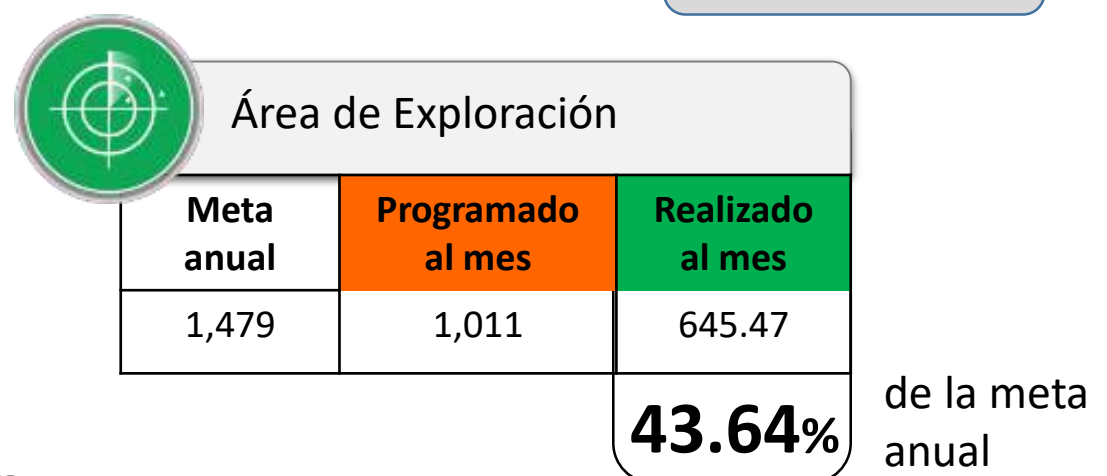 Área de Exploración
Meta anual
Programado al mes
Realizado al mes
1,479
1,011
645.47
43.64%
de la meta
anual